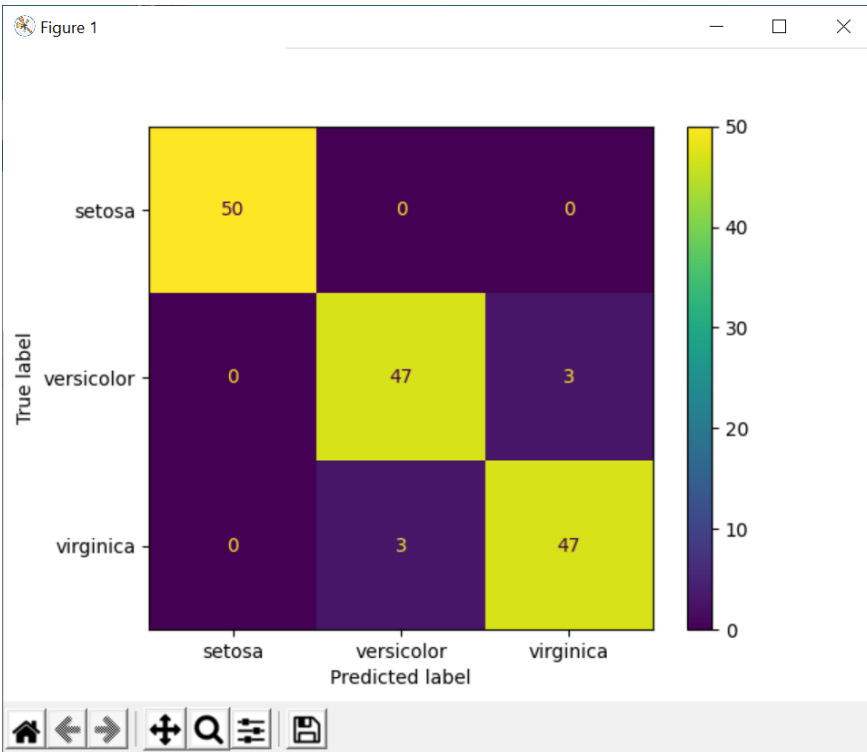 Figure 1
50
setosa
50
0
0
40
30
True label
versicolor
0
47
3
20
virginica
0
3
47
10
0
setosa
versicolor
virginica
Predicted label